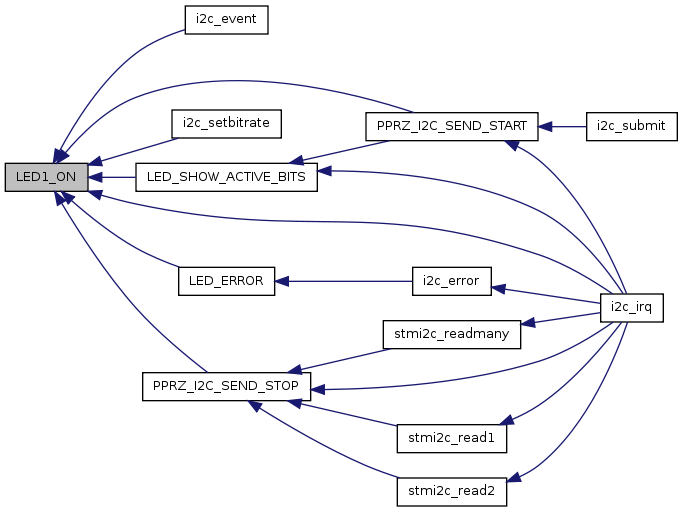 i2c_event
PPRZ_I2C_SEND_START
i2c_submit
i2c_setbitrate
LED1_ON
LED_SHOW_ACTIVE_BITS
LED_ERROR
i2c_error
i2c_irq
stmi2c_readmany
PPRZ_I2C_SEND_STOP
stmi2c_read1
stmi2c_read2